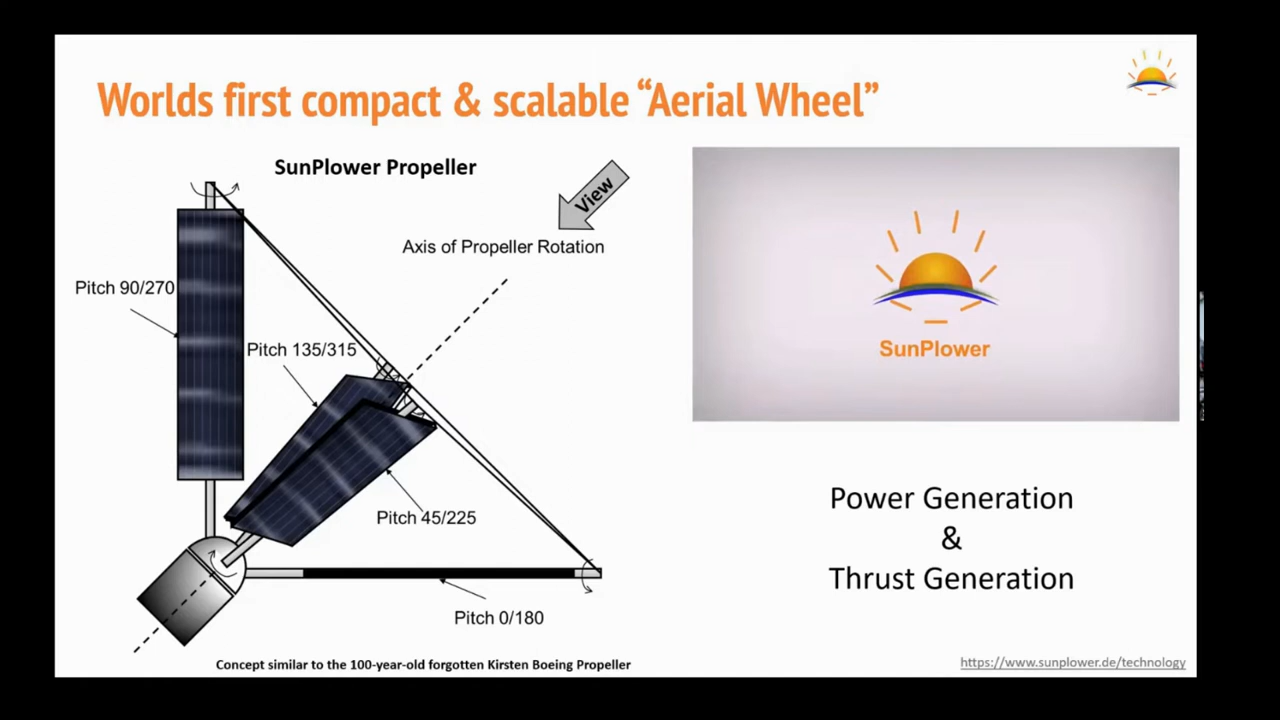 Worlds first compact & scalable “Aerial Wheel”
SunPlower Propeller
View
Axis of Propeller Rotation
Pitch 90/270
Pitch 135/315
Pitch 45/225
Pitch 0/180
Concept similar to the 100-year-old forgotten Kirsten Boeing Propeller
SunPlower
Power Generation
&
Thrust Generation
https://www.sunplower.de/technology